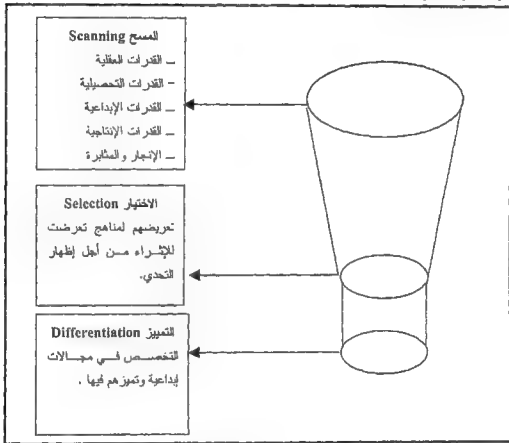 المسح Scanning
– القدرات العقلية
– القدرات التحصيلية
– القدرات الإبداعية
– القدرات الإنتاجية
– الإنجاز والمثابرة
الاختيار Selection
تعريضهم لمناهج تعرضت
للإثراء من أجل إظهار
التحدي.
التمييز Differentiation
التخصص في مجالات
إبداعية وتميزهم فيها .